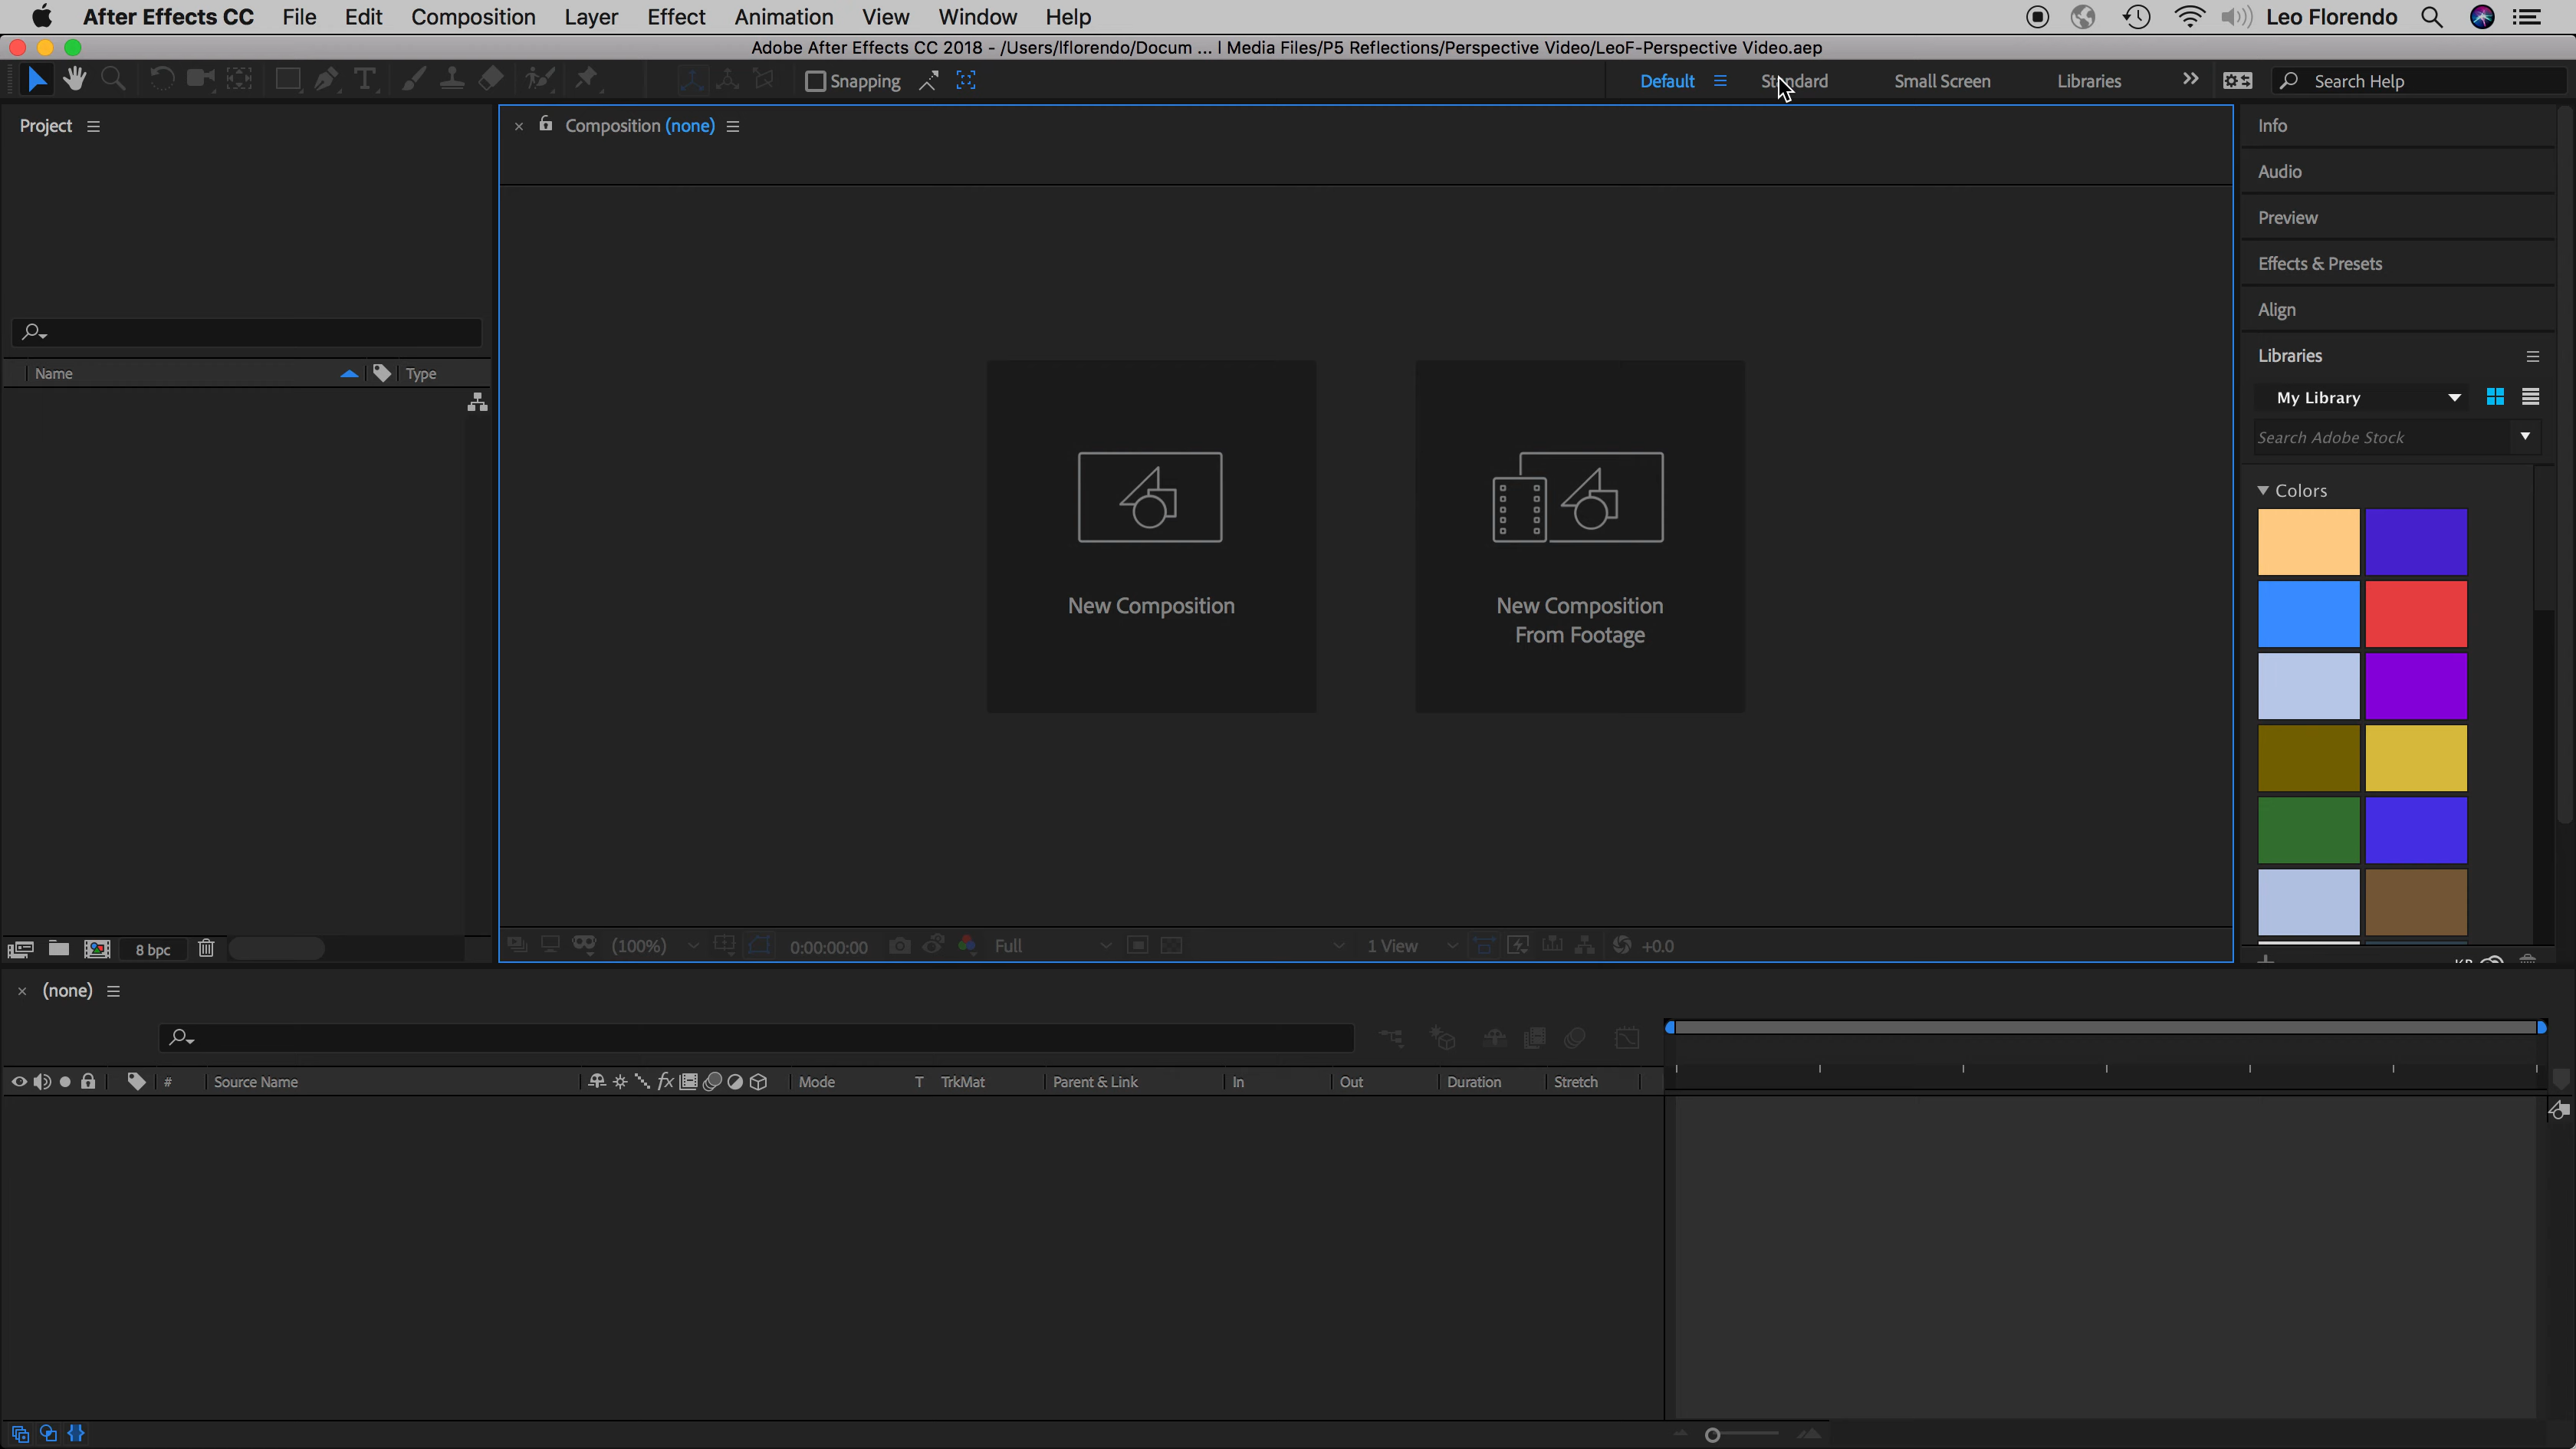 After Effects CC File Edit Composition Layer Effect Animation View Window Help Leo Florendo
Adobe After Effects CC 2018 - /Users/lflorendo/Docum ... l Media Files/P5 Reflections/Perspective Video/LeoF-Perspective Video.aep
Snapping Default Standard Small Screen Libraries Search Help
Project
Composition (none)
Info
Audio
Preview
Effects & Presets
Align
Libraries
My Library
Search Adobe Stock
Colors
Name Type
New Composition
New Composition
From Footage
8 bpc
(100%) 0:00:00:00 Full 1 View +0.0
(none)
# Source Name fx Mode T TrkMat Parent & Link In Out Duration Stretch